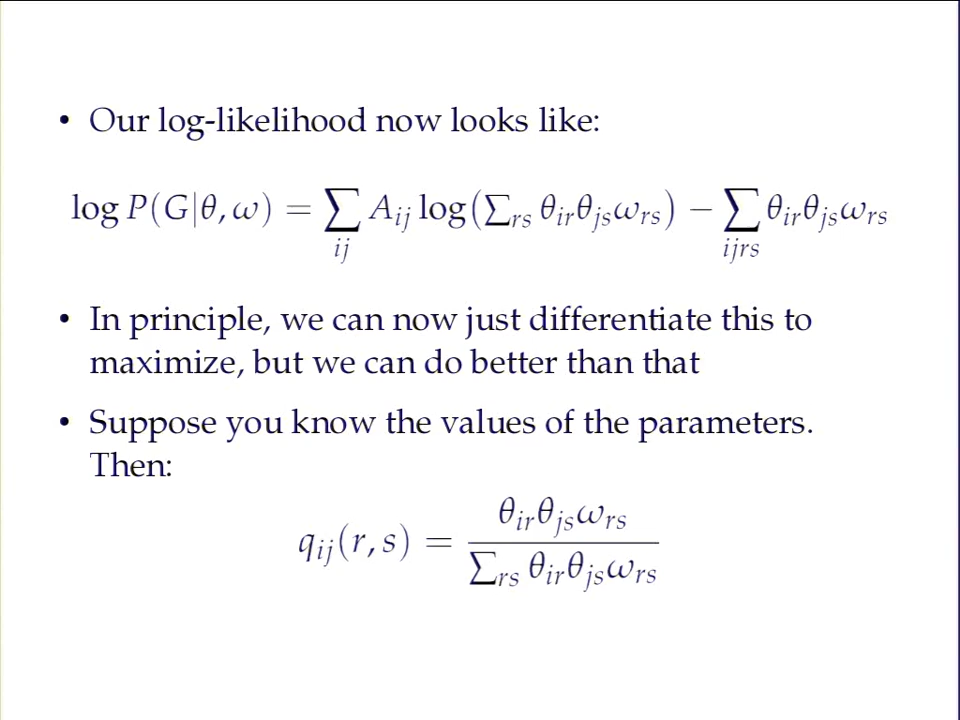 • Our log-likelihood now looks like:
log P(G|θ, ω) = ∑_{ij} A_{ij} log(∑_{rs} θ_{ir}θ_{js}ω_{rs}) − ∑_{ijrs} θ_{ir}θ_{js}ω_{rs}
• In principle, we can now just differentiate this to
maximize, but we can do better than that
• Suppose you know the values of the parameters.
Then:
q_{ij}(r, s) = \frac{θ_{ir}θ_{js}ω_{rs}}{∑_{rs} θ_{ir}θ_{js}ω_{rs}}